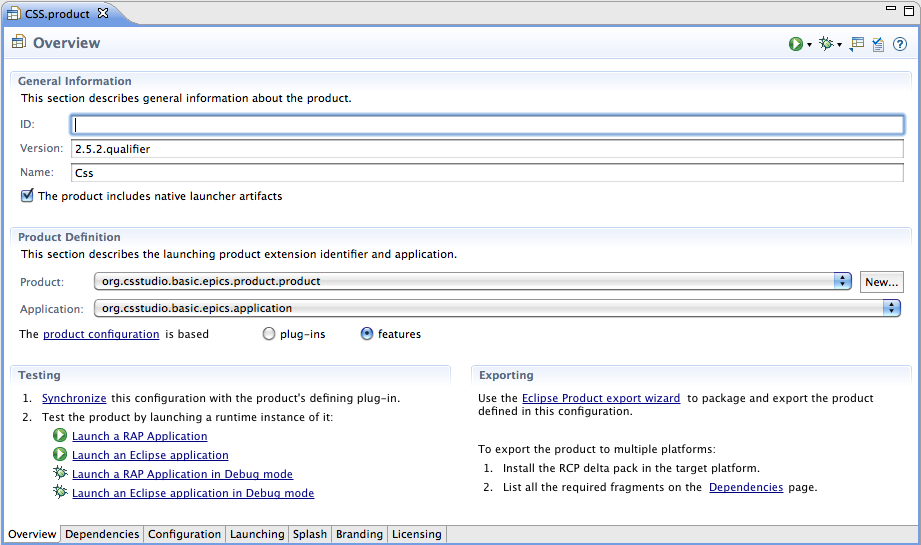 CSS.product
Overview
General Information
This section describes general information about the product.
ID:
Version: 2.5.2.qualifier
Name: Css
The product includes native launcher artifacts
Product Definition
This section describes the launching product extension identifier and application.
Product: org.csstudio.basic.epics.product.product New...
Application: org.csstudio.basic.epics.application
The product configuration is based plug-ins features
Testing
1. Synchronize this configuration with the product's defining plug-in.
2. Test the product by launching a runtime instance of it:
Launch a RAP Application
Launch an Eclipse application
Launch a RAP Application in Debug mode
Launch an Eclipse application in Debug mode
Exporting
Use the Eclipse Product export wizard to package and export the product
defined in this configuration.
To export the product to multiple platforms:
1. Install the RCP delta pack in the target platform.
2. List all the required fragments on the Dependencies page.
Overview Dependencies Configuration Launching Splash Branding Licensing